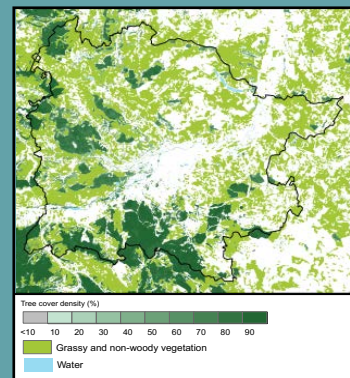 Tree cover density (%)
<10 10 20 30 40 50 60 70 80 90
Grassy and non-woody vegetation
Water